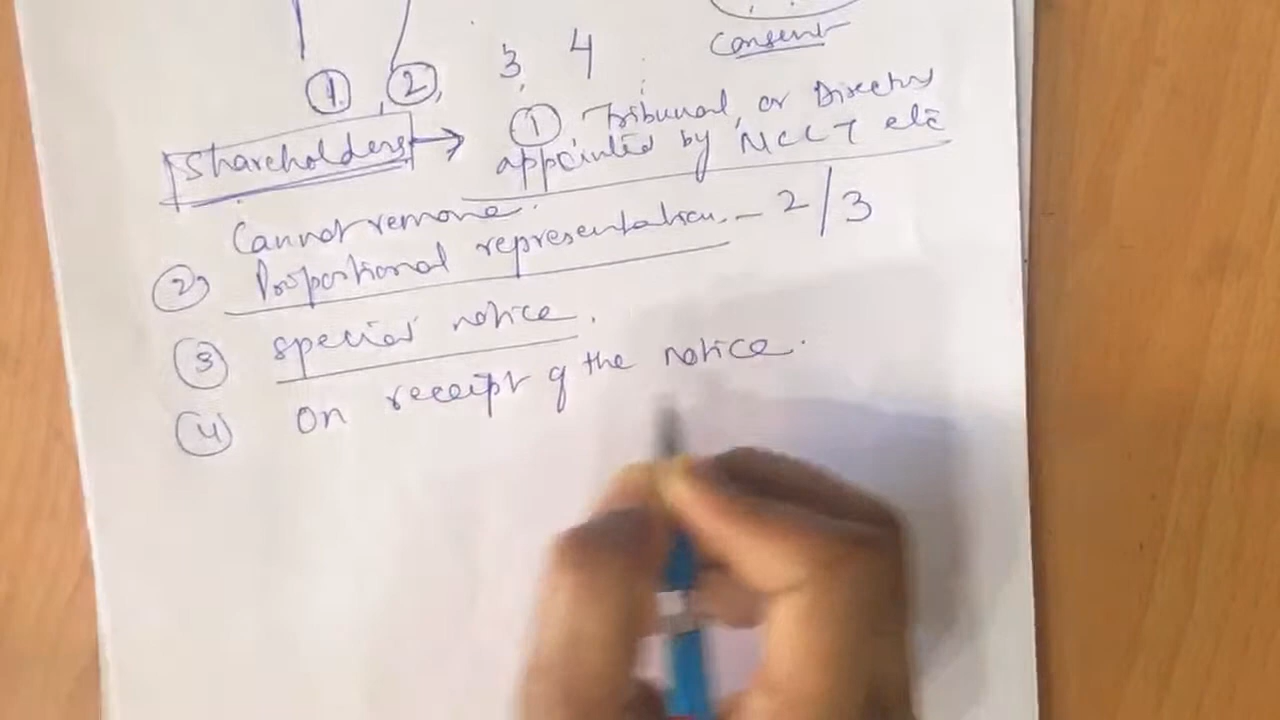 Consent
① ②, 3, 4
Shareholders → ① Tribunal, or Directors
appointed by NCLT etc
Cannot remove.
② Proportional representation. - 2/3
③ special notice.
④ On receipt of the notice.